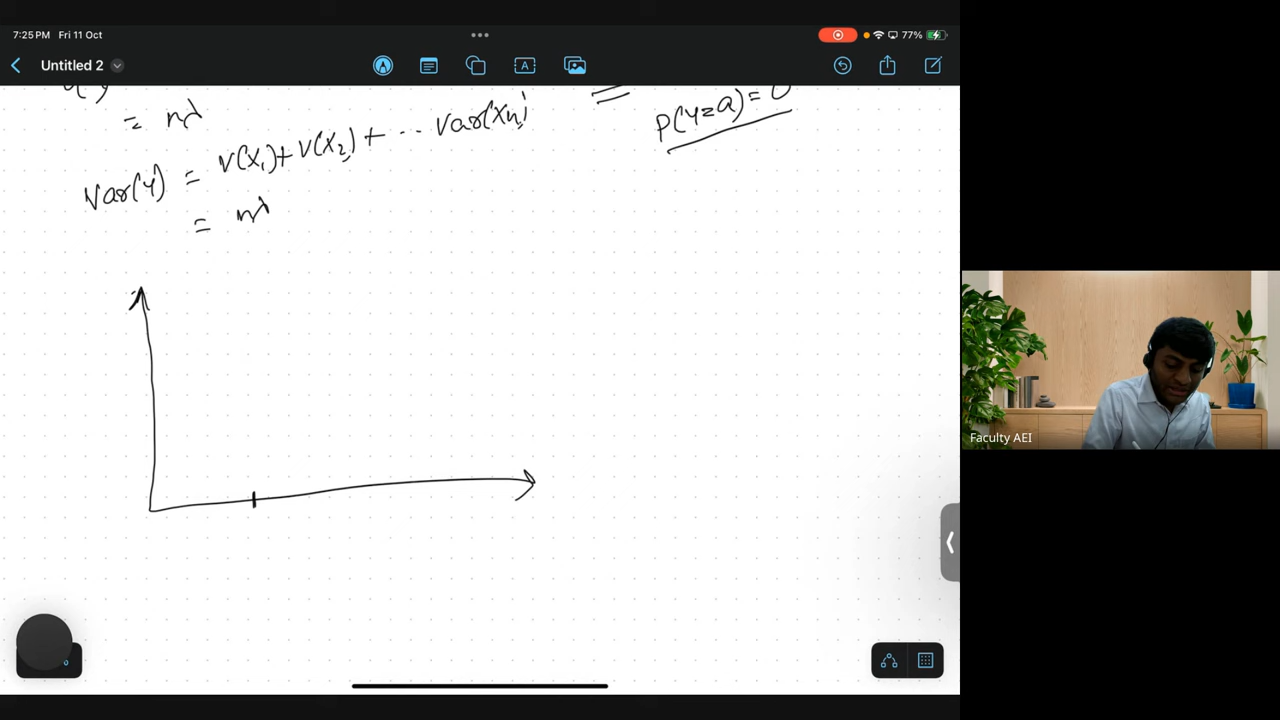 7:25 PM Fri 11 Oct
77%
Untitled 2
= nλ
Var(Y) = V(X₁) + V(X₂) + ... Var(Xₙ)
= nλ
P(Y=a) = 0
Faculty AEI